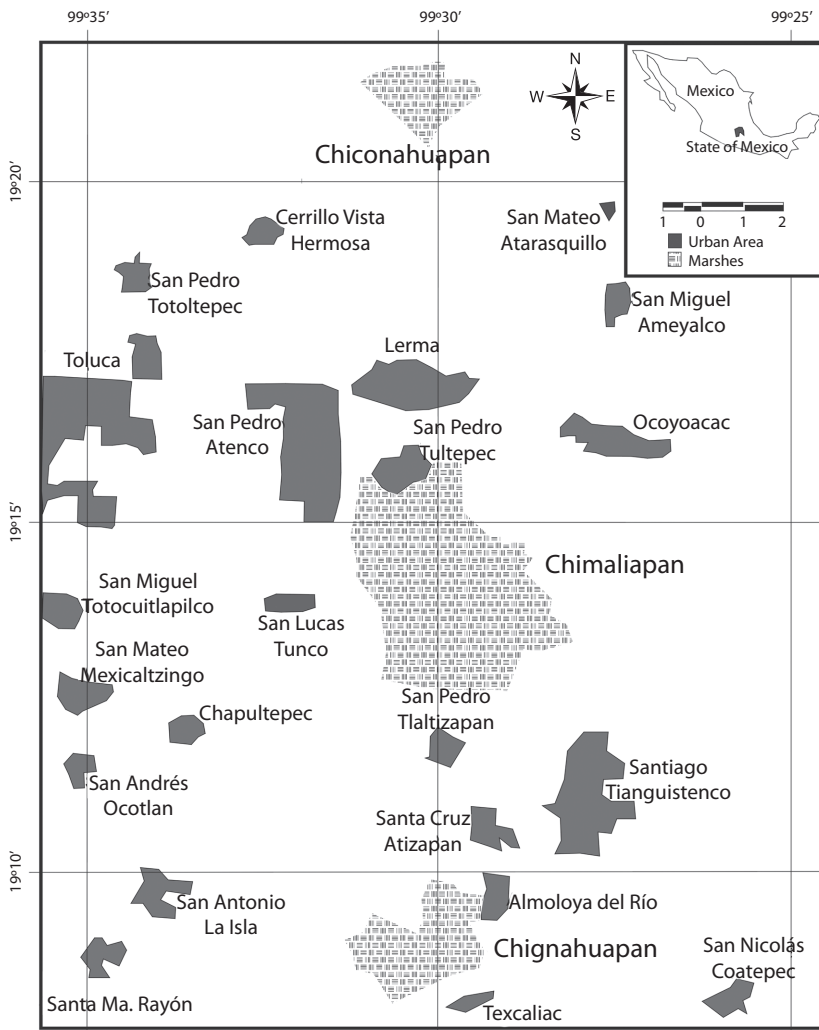 99º35'
99º30'
99º25'
N
W
E
S
Mexico
State of Mexico
Chiconahuapan
19º20'
1 0 1 2
Urban Area
Marshes
Cerrillo Vista
Hermosa
San Mateo
Atarasquillo
San Pedro
Totoltepec
San Miguel
Ameyalco
Toluca
Lerma
San Pedro
Atenco
San Pedro
Tultepec
Ocoyoacac
19º15'
Chimaliapan
San Miguel
Totocuitlapilco
San Lucas
Tunco
San Mateo
Mexicaltzingo
San Pedro
Tlaltizapan
Chapultepec
San Andrés
Ocotlan
Santiago
Tianguistenco
Santa Cruz
Atizapan
19º10'
San Antonio
La Isla
Almoloya del Río
Chignahuapan
San Nicolás
Coatepec
Santa Ma. Rayón
Texcaliac